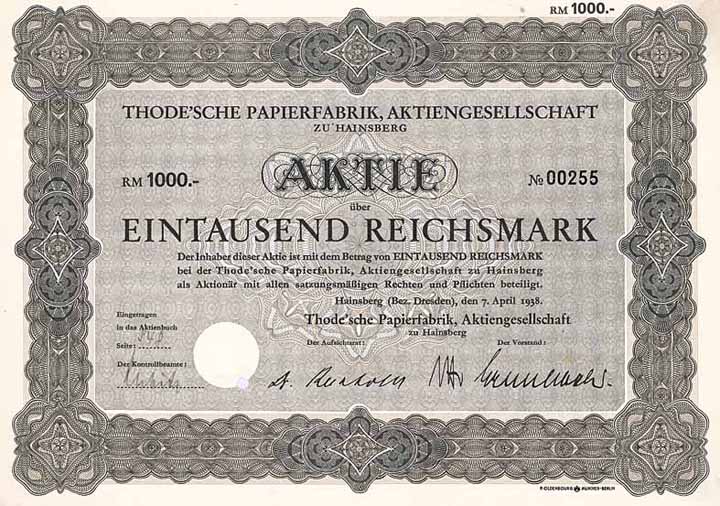 RM 1000.-
THODE'SCHE PAPIERFABRIK, AKTIENGESELLSCHAFT
ZU HAINSBERG
RM 1000.-
AKTIE
№ 00255
über
EINTAUSEND REICHSMARK
Der Inhaber dieser Aktie ist mit dem Betrag von EINTAUSEND REICHSMARK
bei der Thode'sche Papierfabrik, Aktiengesellschaft zu Hainsberg
als Aktionär mit allen satzungsmäßigen Rechten und Pflichten beteiligt.
Hainsberg (Bez. Dresden), den 7. April 1938.
Thode'sche Papierfabrik, Aktiengesellschaft
zu Hainsberg
Eingetragen
in das Aktienbuch
Seite:
Der Kontrollbeamte:
Der Aufsichtsrat:
Der Vorstand:
R·OLDENBOURG MÜNCHEN-BERLIN